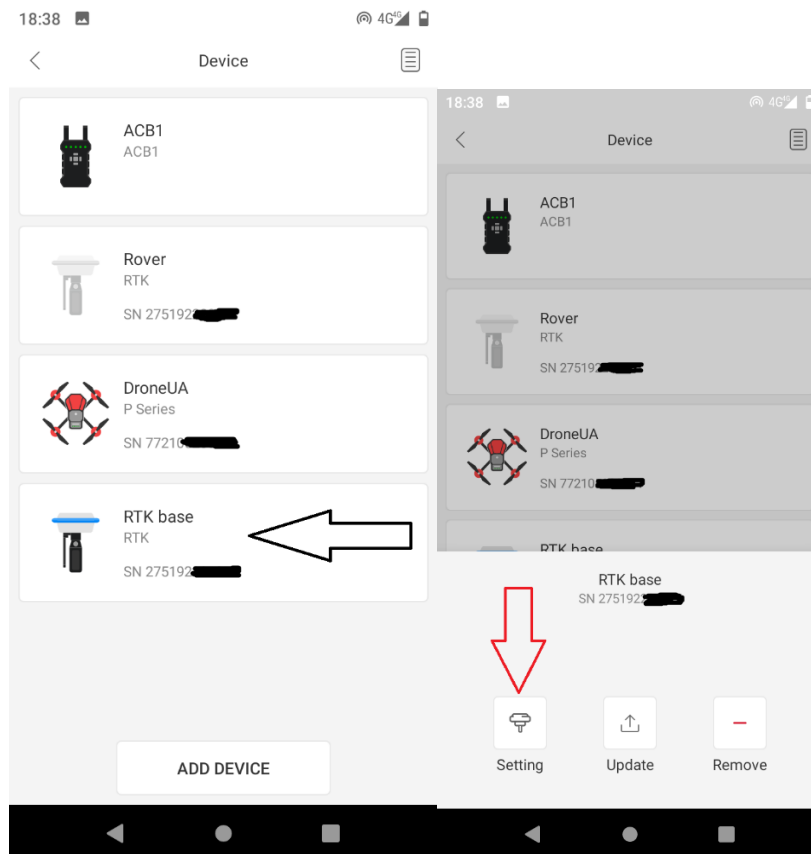 18:38 4G 4G
Device
ACB1
ACB1
Rover
RTK
SN 275192
DroneUA
P Series
SN 77210
RTK base
RTK
SN 275192
ADD DEVICE
18:38 4G 4G
Device
ACB1
ACB1
Rover
RTK
SN 27519
DroneUA
P Series
SN 77210
RTK base
RTK base
SN 275192
Setting Update Remove